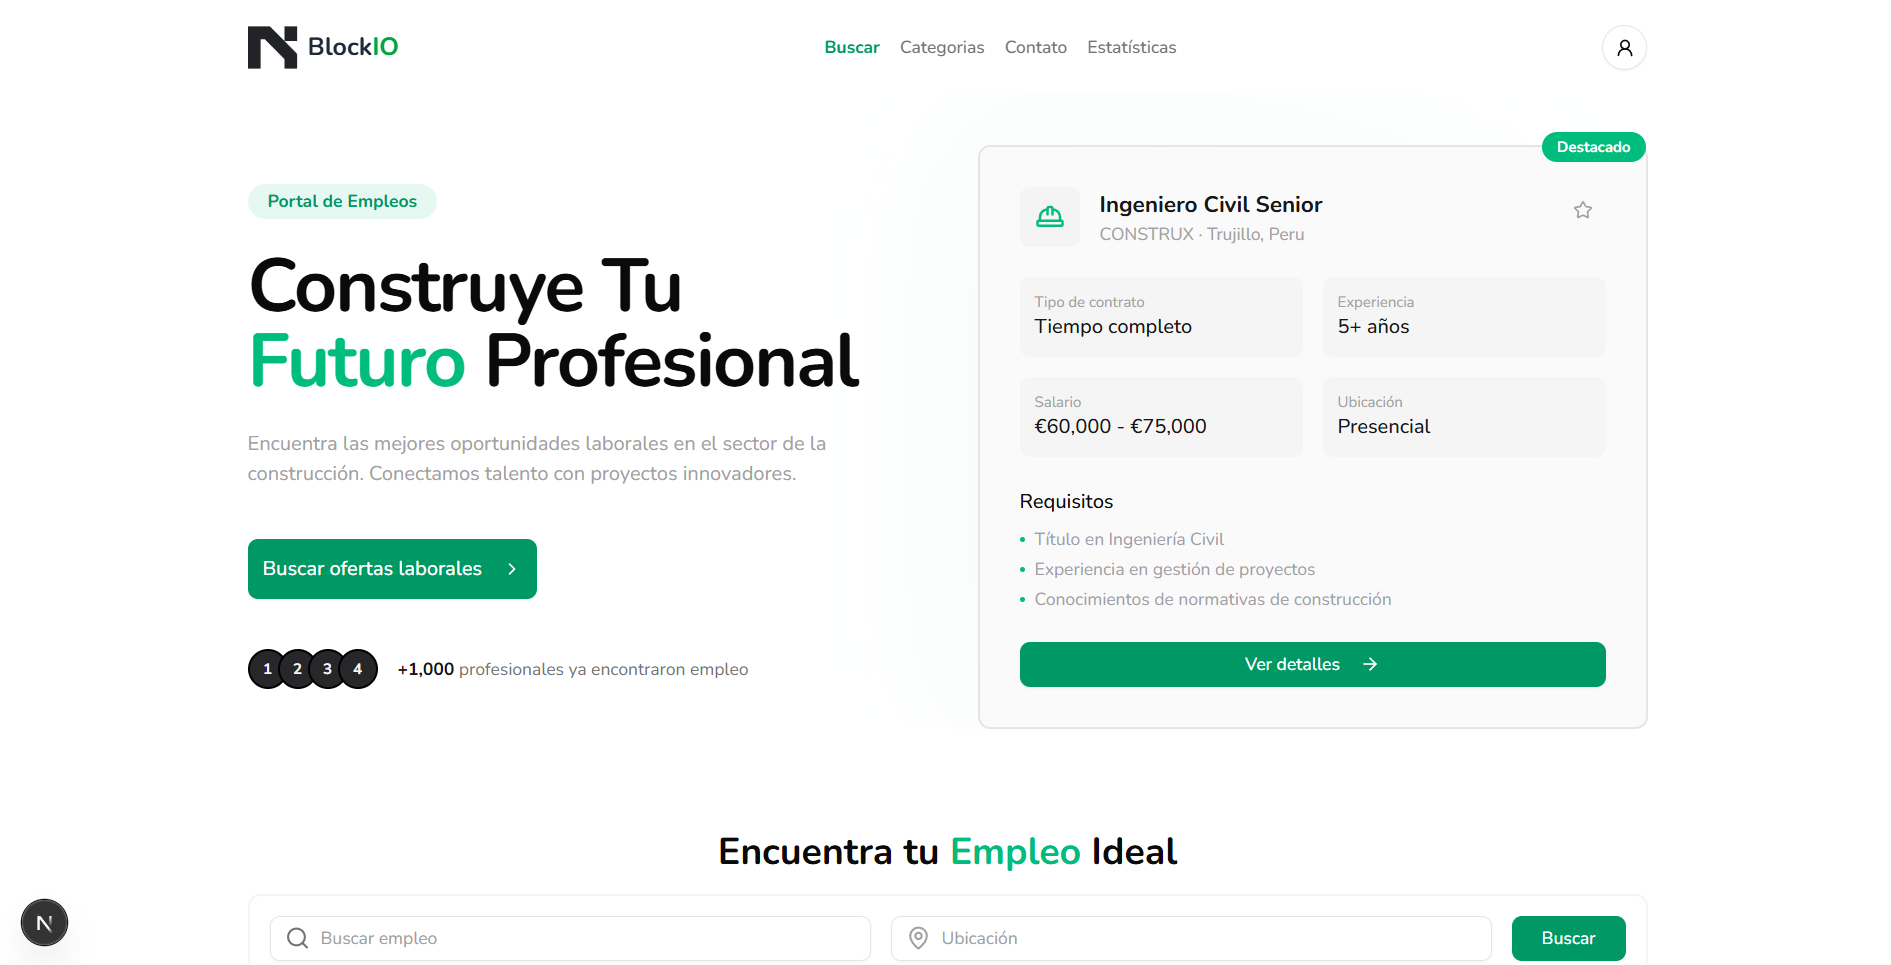 BlockIO
Buscar Categorias Contato Estatísticas
Destacado
Portal de Empleos
Construye Tu
Futuro Profesional
Encuentra las mejores oportunidades laborales en el sector de la
construcción. Conectamos talento con proyectos innovadores.
Buscar ofertas laborales
1 2 3 4 +1,000 profesionales ya encontraron empleo
Ingeniero Civil Senior
CONSTRUX · Trujillo, Peru
Tipo de contrato
Tiempo completo
Experiencia
5+ años
Salario
€60,000 - €75,000
Ubicación
Presencial
Requisitos
• Título en Ingeniería Civil
• Experiencia en gestión de proyectos
• Conocimientos de normativas de construcción
Ver detalles
Encuentra tu Empleo Ideal
Buscar empleo
Ubicación
Buscar
N